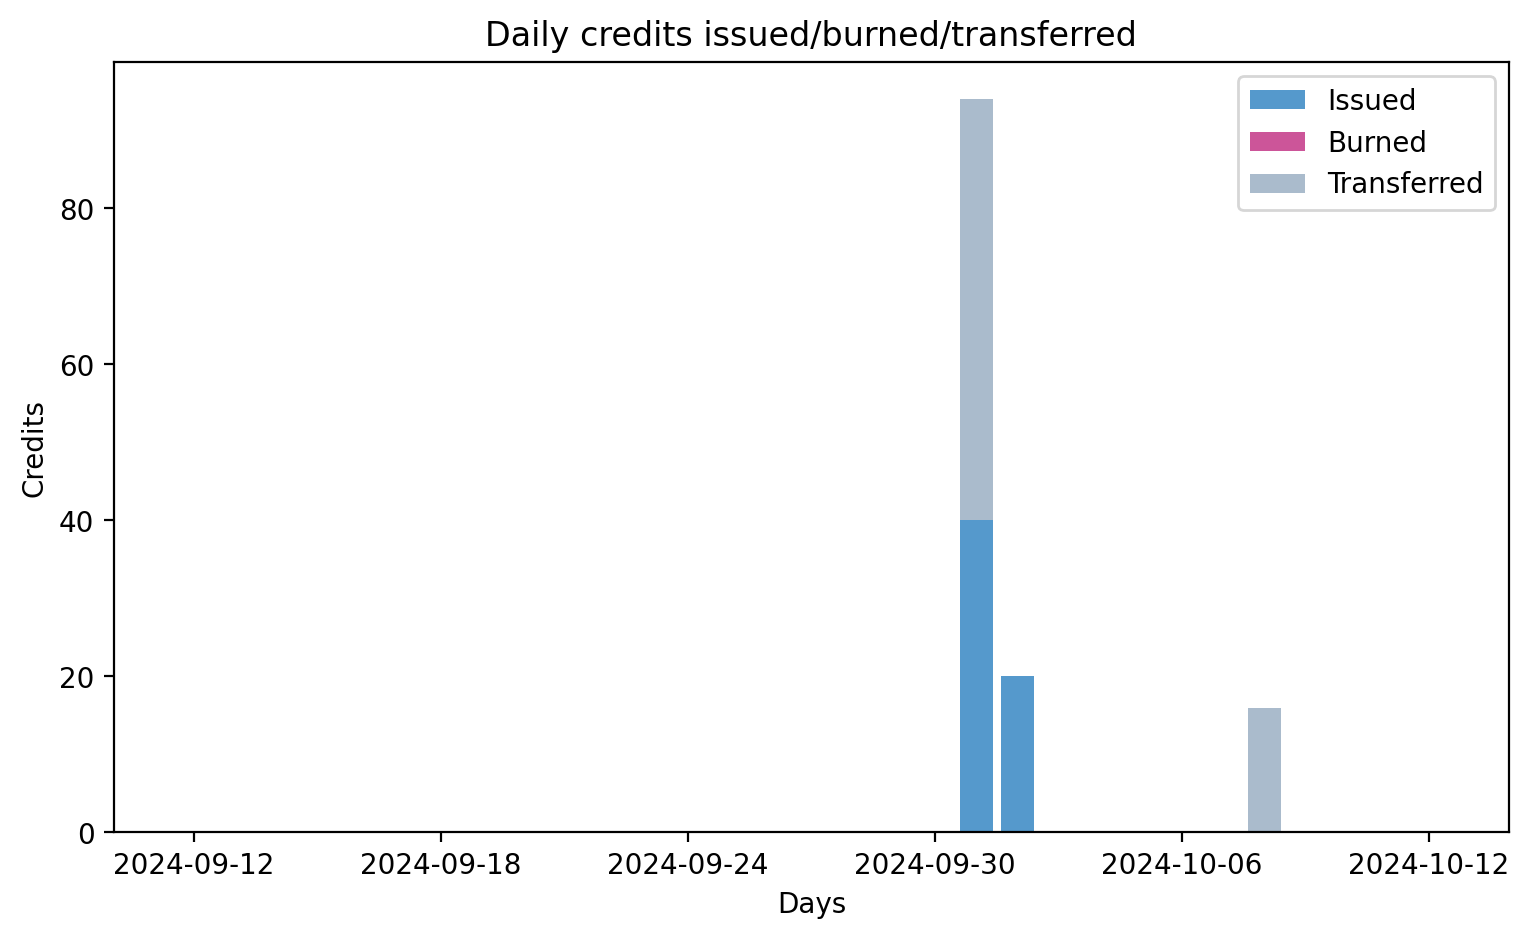 Daily credits issued/burned/transferred
Issued
Burned
Transferred
80
60
40
20
0
Credits
2024-09-12 2024-09-18 2024-09-24 2024-09-30 2024-10-06 2024-10-12
Days